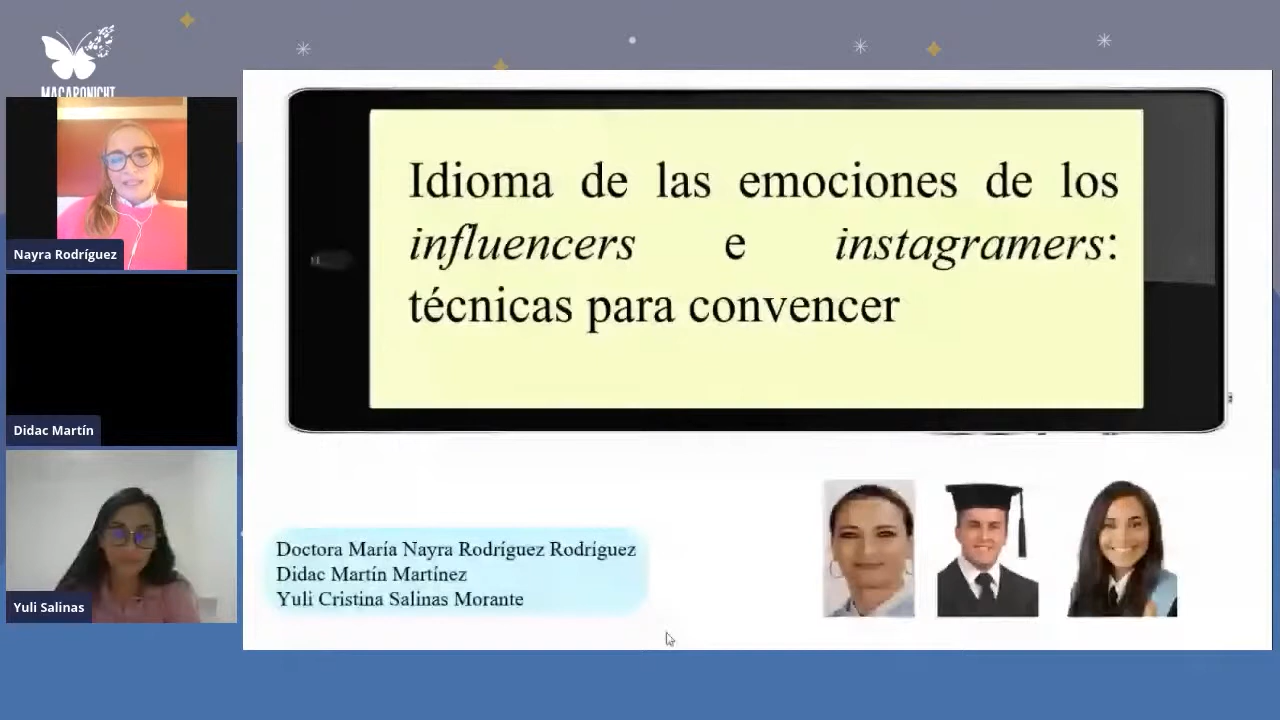 MACARONIGHT
Nayra Rodríguez
Didac Martín
Yuli Salinas
Idioma de las emociones de los
influencers e instagramers:
técnicas para convencer
Doctora María Nayra Rodríguez Rodriguez
Didac Martín Martínez
Yuli Cristina Salinas Morante